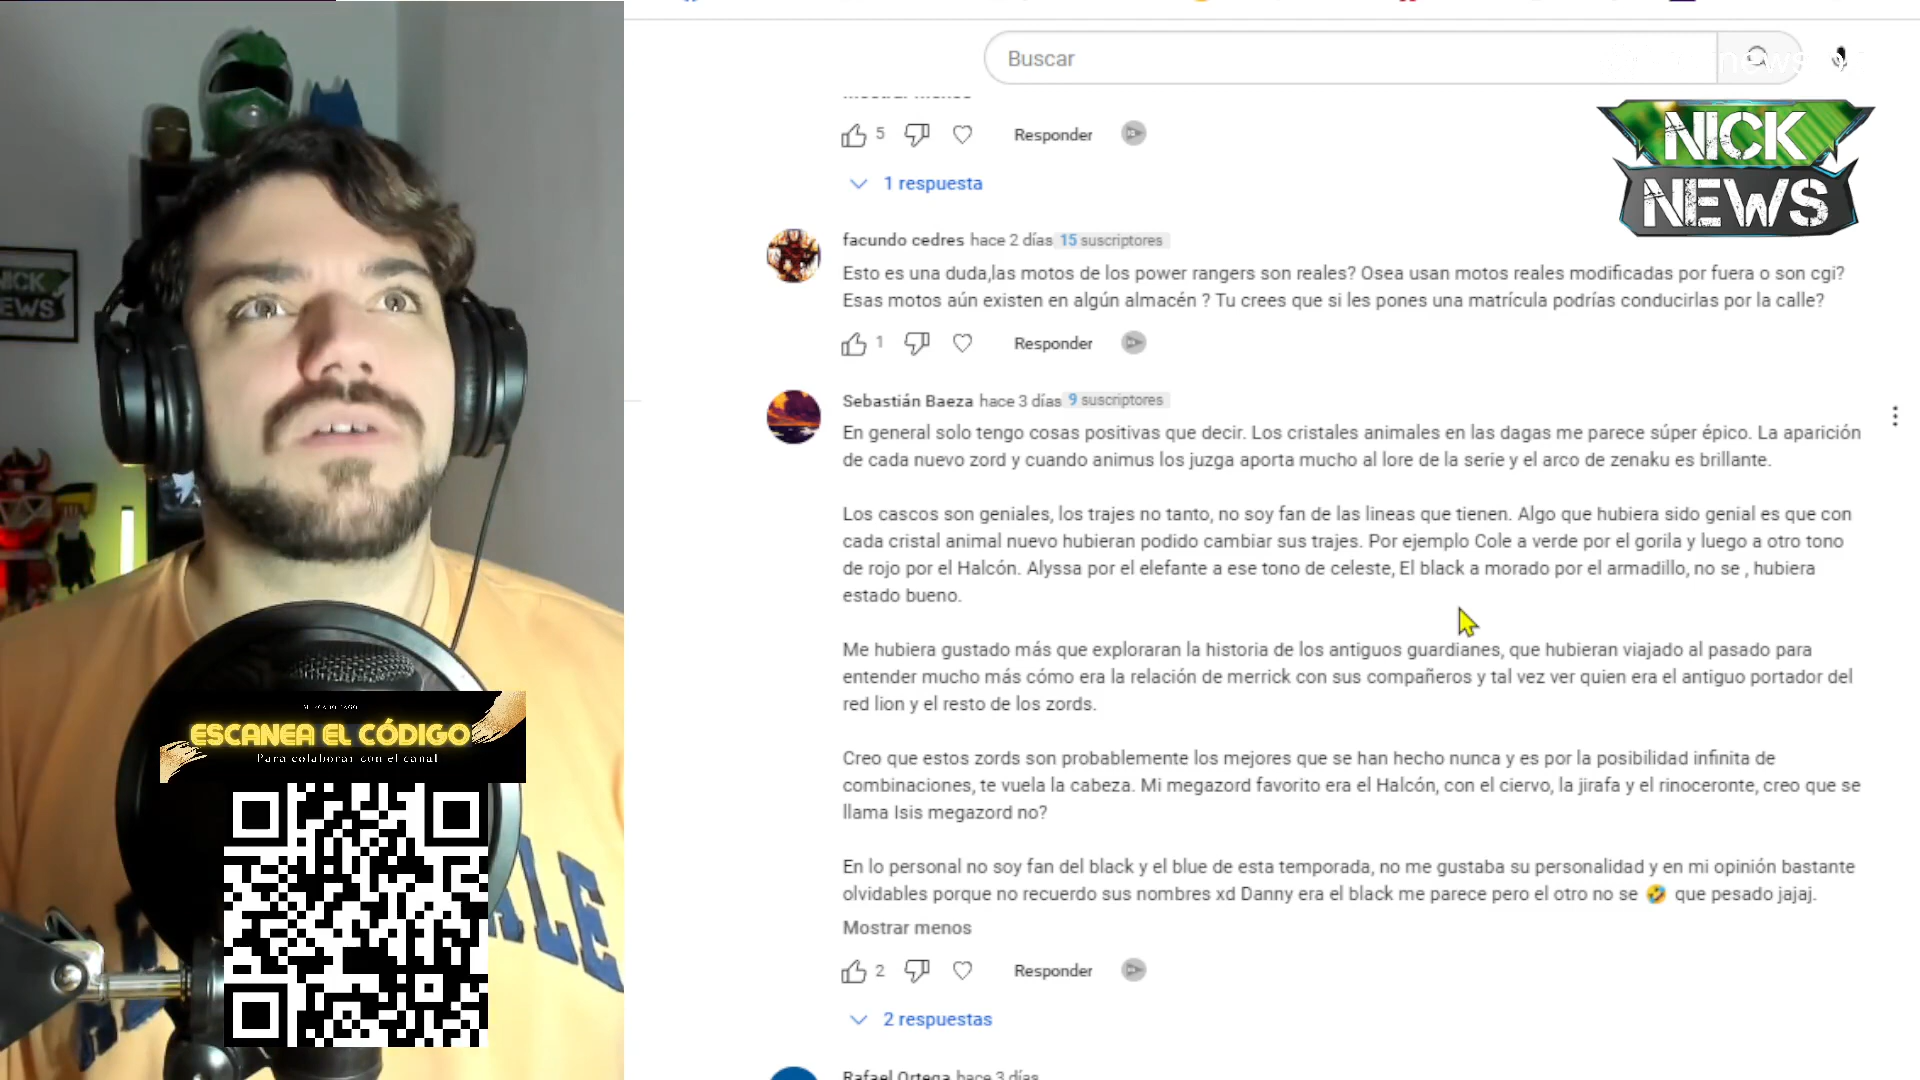 Buscar
NICK
NEWS
5
Responder
1 respuesta
facundo cedres hace 2 días 15 suscriptores
Esto es una duda,las motos de los power rangers son reales? Osea usan motos reales modificadas por fuera o son cgi?
Esas motos aún existen en algún almacén ? Tu crees que si les pones una matrícula podrías conducirlas por la calle?
1
Responder
NICK
NEWS
Sebastián Baeza hace 3 días 9 suscriptores
En general solo tengo cosas positivas que decir. Los cristales animales en las dagas me parece súper épico. La aparición
de cada nuevo zord y cuando animus los juzga aporta mucho al lore de la serie y el arco de zenaku es brillante.
Los cascos son geniales, los trajes no tanto, no soy fan de las lineas que tienen. Algo que hubiera sido genial es que con
cada cristal animal nuevo hubieran podido cambiar sus trajes. Por ejemplo Cole a verde por el gorila y luego a otro tono
de rojo por el Halcón. Alyssa por el elefante a ese tono de celeste, El black a morado por el armadillo, no se , hubiera
estado bueno.
Me hubiera gustado más que exploraran la historia de los antiguos guardianes, que hubieran viajado al pasado para
entender mucho más cómo era la relación de merrick con sus compañeros y tal vez ver quien era el antiguo portador del
red lion y el resto de los zords.
Creo que estos zords son probablemente los mejores que se han hecho nunca y es por la posibilidad infinita de
combinaciones, te vuela la cabeza. Mi megazord favorito era el Halcón, con el ciervo, la jirafa y el rinoceronte, creo que se
llama Isis megazord no?
En lo personal no soy fan del black y el blue de esta temporada, no me gustaba su personalidad y en mi opinión bastante
olvidables porque no recuerdo sus nombres xd Danny era el black me parece pero el otro no se 🤣 que pesado jajaj.
Mostrar menos
2
Responder
2 respuestas
Rafael Ortega hace 3 días
ESCANEA EL CÓDIGO
Para colaborar con el canal